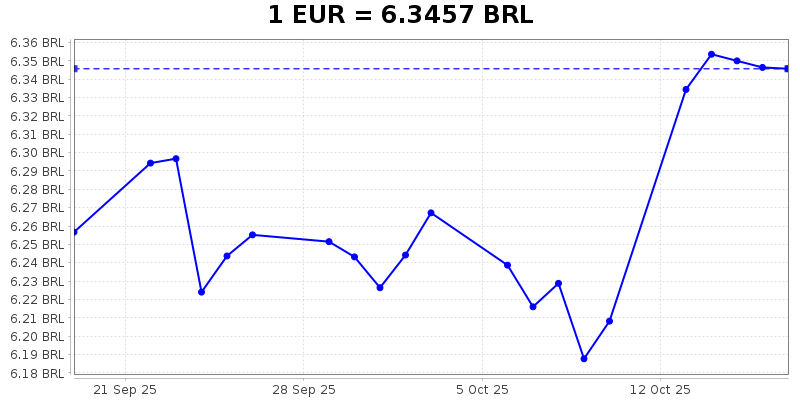 1 EUR = 6.3457 BRL
6.36 BRL
6.35 BRL
6.34 BRL
6.33 BRL
6.32 BRL
6.31 BRL
6.30 BRL
6.29 BRL
6.28 BRL
6.27 BRL
6.26 BRL
6.25 BRL
6.24 BRL
6.23 BRL
6.22 BRL
6.21 BRL
6.20 BRL
6.19 BRL
6.18 BRL
21 Sep 25 28 Sep 25 5 Oct 25 12 Oct 25